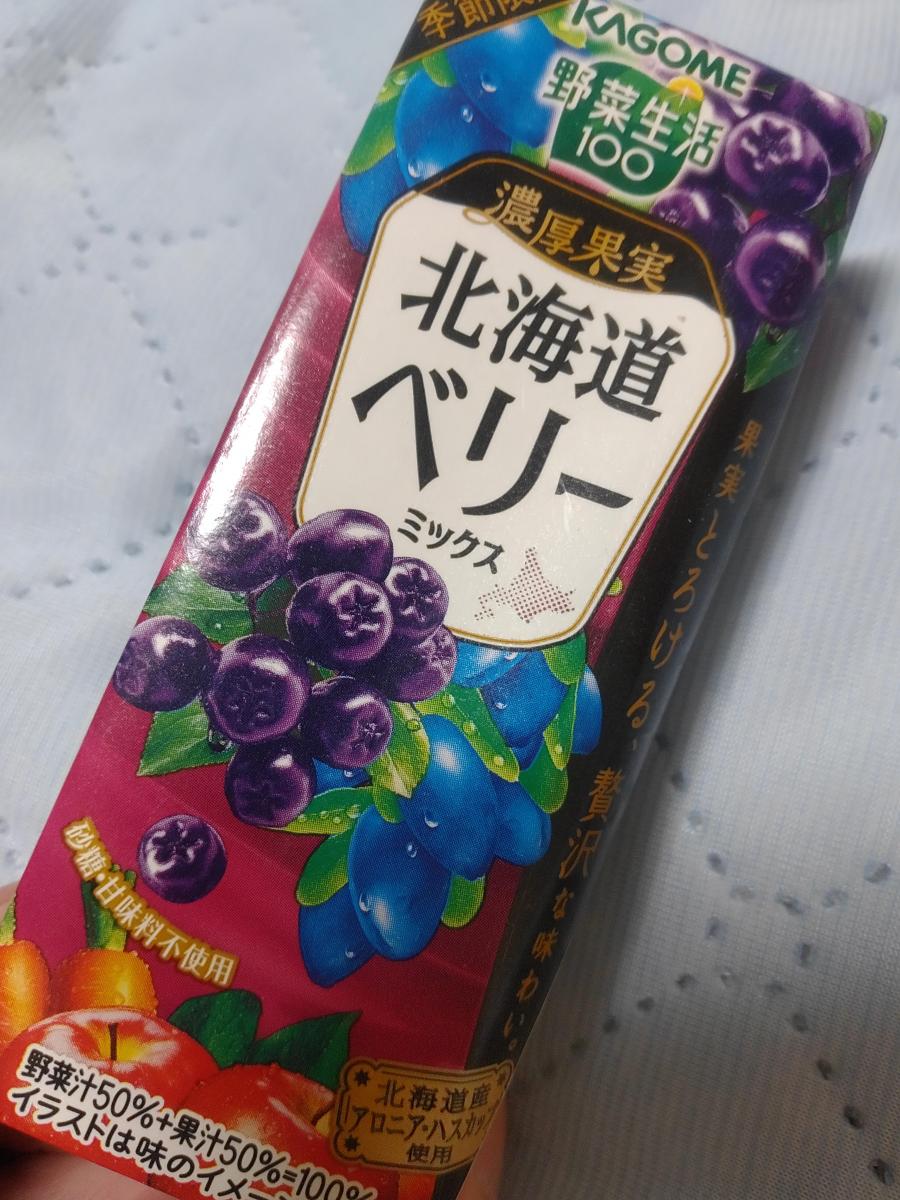 季節限
KAGOME
野菜生活
100
濃厚果実
北海道
ベリー
ミックス
果実とろける、贅沢な味わい。
砂糖・甘味料不使用
野菜汁50%+果汁50%=100%
イラストは味のイメー
北海道産
アロニア・ハスカップ
使用